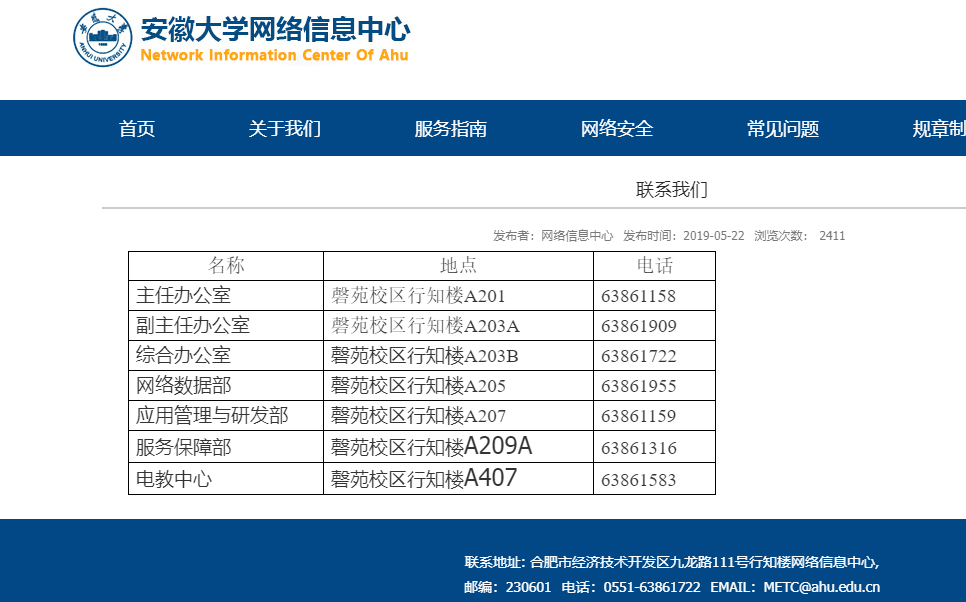 安徽大学网络信息中心
Network Information Center Of Ahu
ANHUI UNIVERSITY
首页 关于我们 服务指南 网络安全 常见问题 规章制
联系我们
发布者：网络信息中心 发布时间：2019-05-22 浏览次数： 2411
名称 地点 电话
主任办公室 磬苑校区行知楼A201 63861158
副主任办公室 磬苑校区行知楼A203A 63861909
综合办公室 磬苑校区行知楼A203B 63861722
网络数据部 磬苑校区行知楼A205 63861955
应用管理与研发部 磬苑校区行知楼A207 63861159
服务保障部 磬苑校区行知楼A209A 63861316
电教中心 磬苑校区行知楼A407 63861583
联系地址: 合肥市经济技术开发区九龙路111号行知楼网络信息中心,
邮编：230601 电话：0551-63861722 EMAIL：METC@ahu.edu.cn